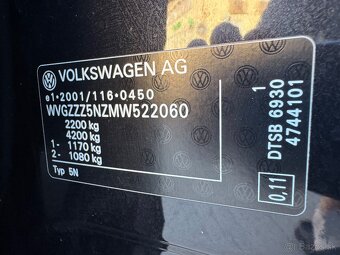 VOLKSWAGEN AG
e1*2001/116*0450
WVGZZZ5NZMW522060
2200 kg
4200 kg
1- 1170 kg
2- 1080 kg
Typ 5N
1
DTSB 6930
4744101
0,11